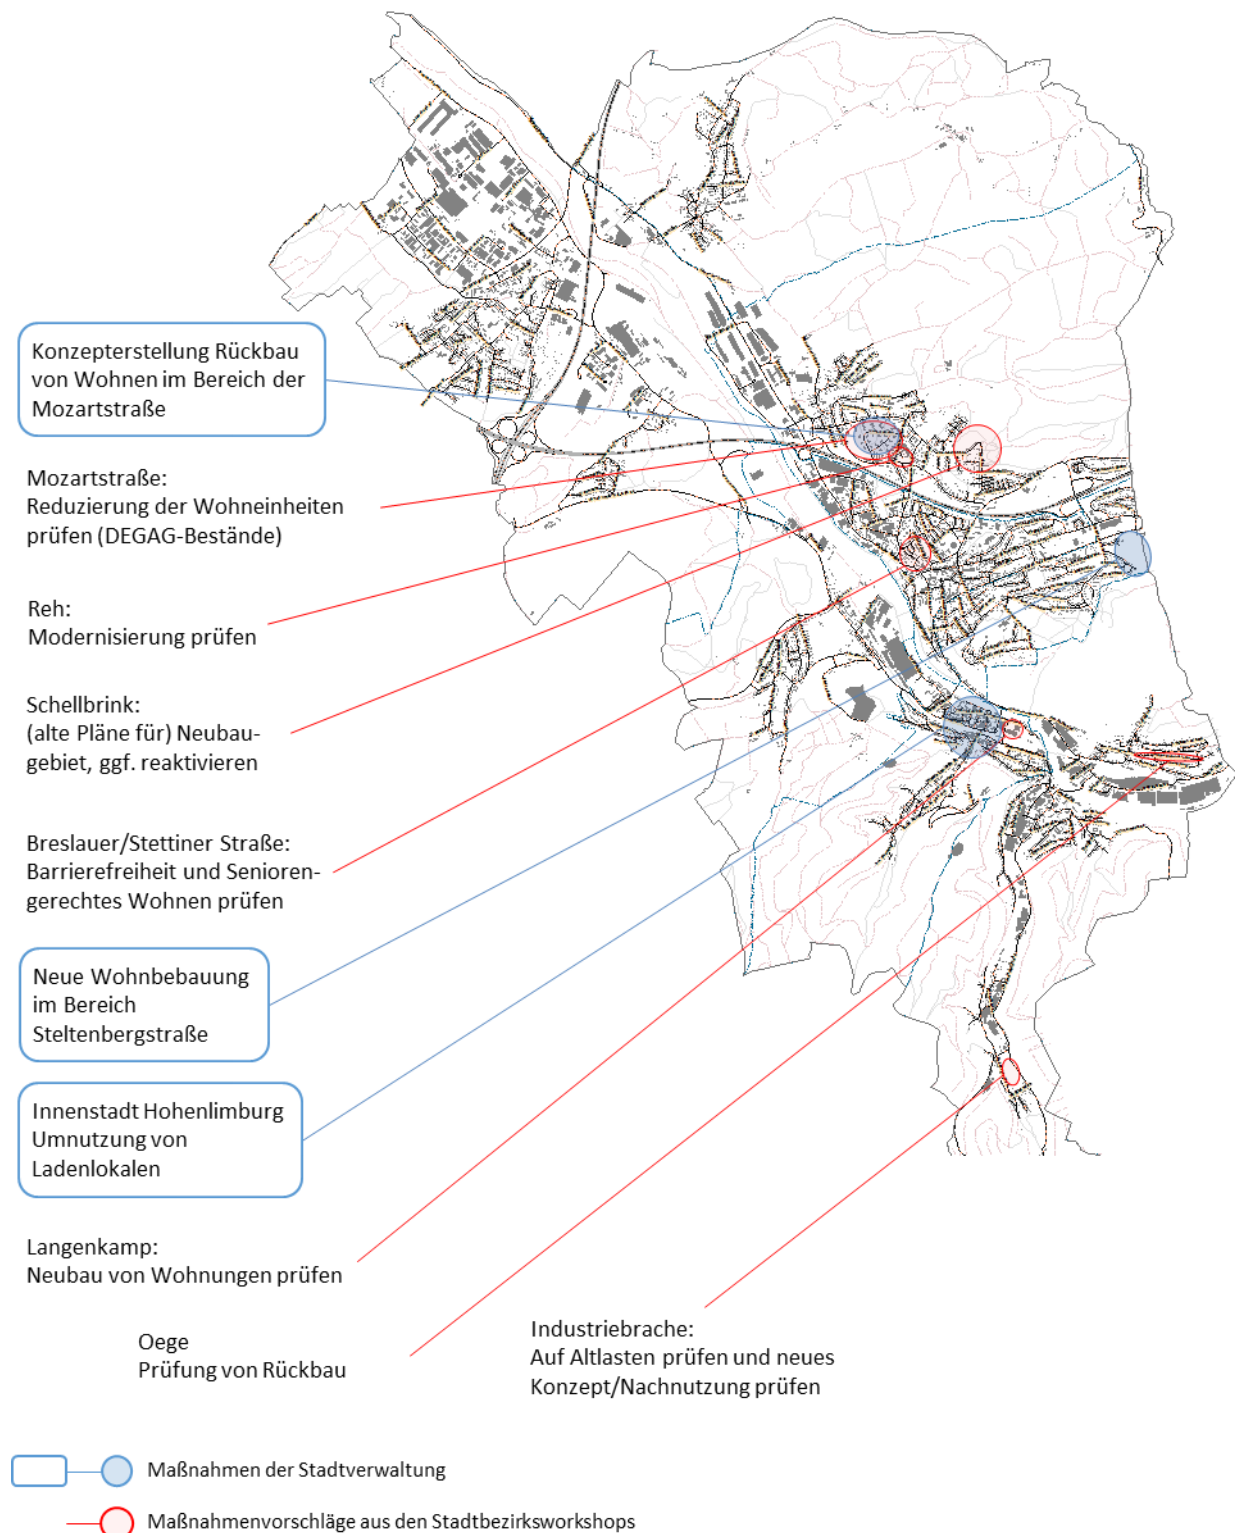 Konzepterstellung Rückbau
von Wohnen im Bereich der
Mozartstraße
Mozartstraße:
Reduzierung der Wohneinheiten
prüfen (DEGAG-Bestände)
Reh:
Modernisierung prüfen
Schellbrink:
(alte Pläne für) Neubau-
gebiet, ggf. reaktivieren
Breslauer/Stettiner Straße:
Barrierefreiheit und Senioren-
gerechtes Wohnen prüfen
Neue Wohnbebauung
im Bereich
Steltenbergstraße
Innenstadt Hohenlimburg
Umnutzung von
Ladenlokalen
Langenkamp:
Neubau von Wohnungen prüfen
Oege
Prüfung von Rückbau
Industriebrache:
Auf Altlasten prüfen und neues
Konzept/Nachnutzung prüfen
Maßnahmen der Stadtverwaltung
Maßnahmenvorschläge aus den Stadtbezirksworkshops